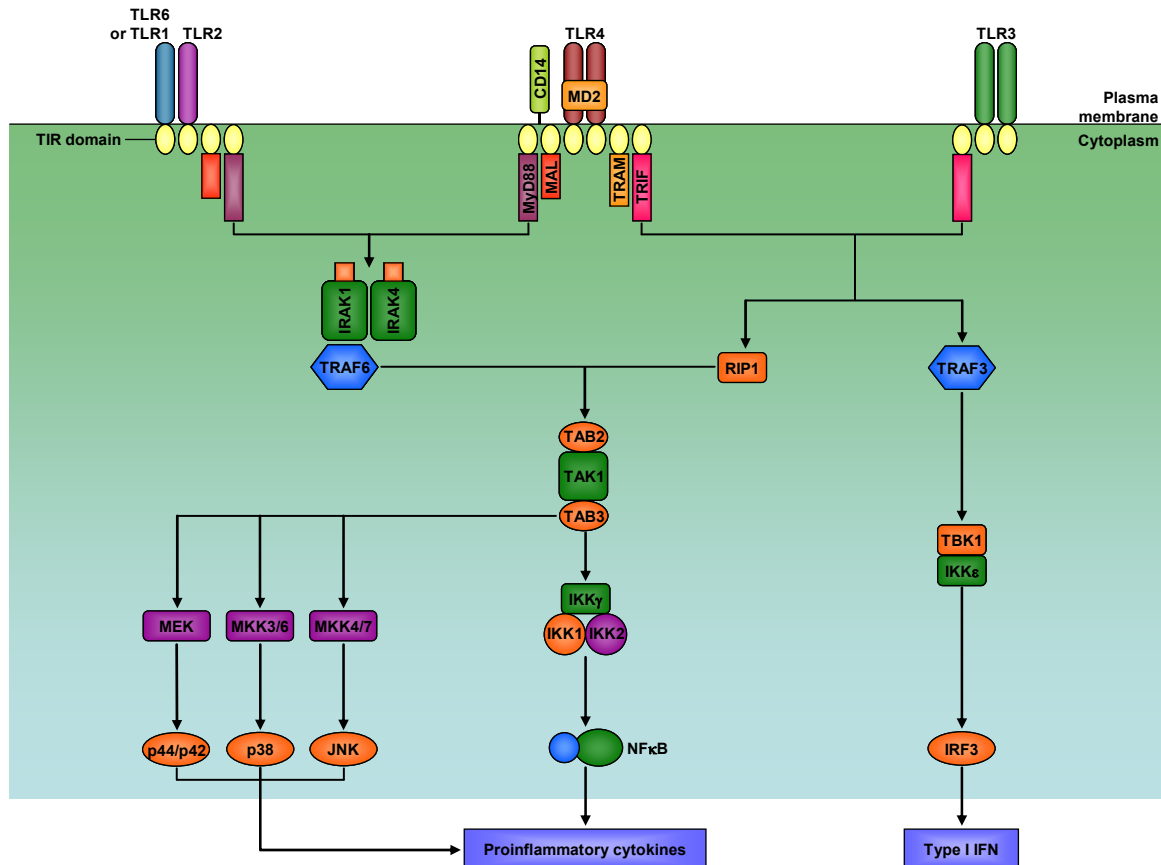 TLR6
or TLR1
TLR2
TLR4
TLR3
CD14
MD2
Plasma
membrane
TIR domain
Cytoplasm
MyD88
MAL
TRAM
TRIF
IRAK1
IRAK4
TRAF6
RIP1
TRAF3
TAB2
TAK1
TAB3
TBK1
IKKε
IKKγ
MEK
MKK3/6
MKK4/7
IKK1
IKK2
p44/p42
p38
JNK
NFκB
IRF3
Proinflammatory cytokines
Type I IFN